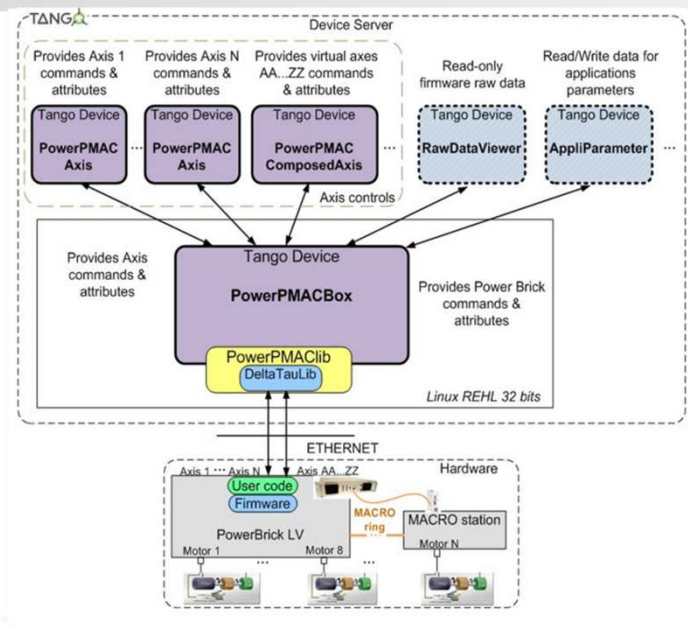 TANGO
Device Server
Provides Axis 1
commands &
attributes
Provides Axis N
commands &
attributes
Provides virtual axes
AA...ZZ commands
& attributes
Read-only
firmware raw data
Read/Write data for
applications
parameters
Tango Device
PowerPMAC
Axis
...
Tango Device
PowerPMAC
Axis
Tango Device
PowerPMAC
ComposedAxis
...
Tango Device
RawDataViewer
Tango Device
AppliParameter
...
Axis controls
Provides Axis
commands &
attributes
Tango Device
PowerPMACBox
Provides Power Brick
commands &
attributes
PowerPMAClib
DeltaTauLib
Linux REHL 32 bits
ETHERNET
Hardware
Axis 1 ... Axis N
Axis AA...ZZ
User code
Firmware
PowerBrick LV
MACRO
ring
MACRO station
Motor 1
...
Motor 8
...
Motor N